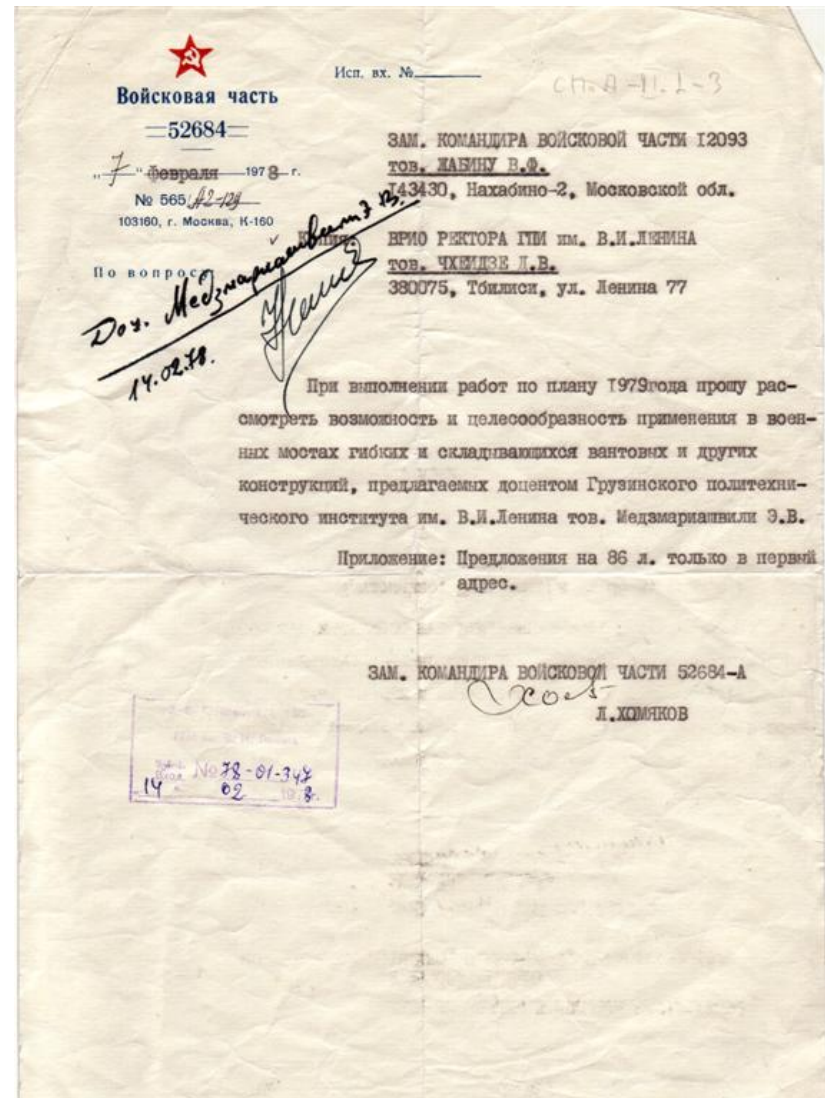 Войсковая часть
52684
"7" февраля 1978 г.
№ 565/А2-129
103160, г. Москва, К-160
По вопросу
Исп. вх. №
ЗАМ. КОМАНДИРА ВОЙСКОВОЙ ЧАСТИ I2093
тов. ЖАБИНУ В.Ф.
I43430, Нахабино-2, Московской обл.
Копия:
ВРИО РЕКТОРА ГПИ им. В.И.ЛЕНИНА
тов. ЧХЕИДЗЕ Д.В.
380075, Тбилиси, ул. Ленина 77
Доц. Медзмариашвили Э.В.
14.02.78.
При выполнении работ по плану I979года прошу рас-
смотреть возможность и целесообразность применения в воен-
ных мостах гибких и складывающихся вантовых и других
конструкций, предлагаемых доцентом Грузинского политехни-
ческого института им. В.И.Ленина тов. Медзмариашвили Э.В.
Приложение: Предложения на 86 л. только в первый
адрес.
ЗАМ. КОМАНДИРА ВОЙСКОВОЙ ЧАСТИ 52684-А
Л.ХОМЯКОВ
№ 78-01-347
14 02 1978.